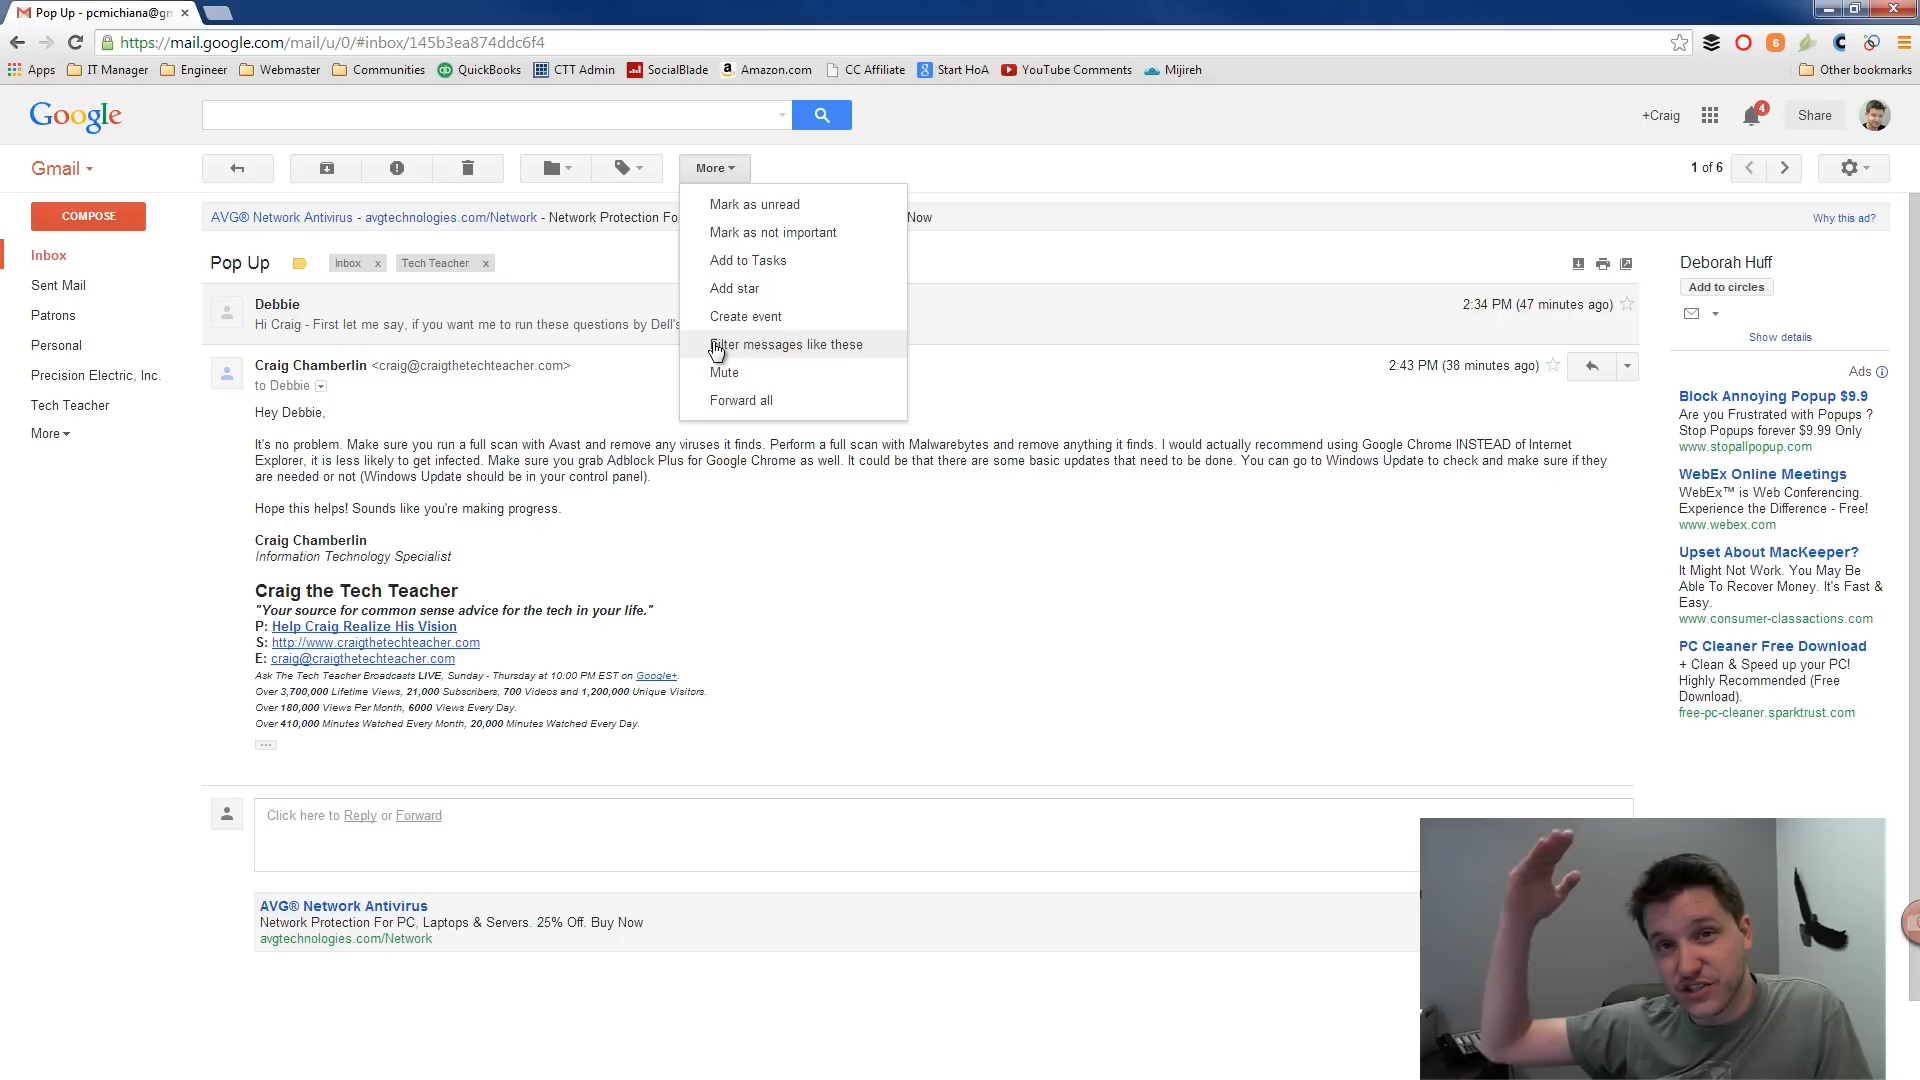 Pop Up - pcmichiana@gn
https://mail.google.com/mail/u/0/#inbox/145b3ea874ddc6f4
6
Apps IT Manager Engineer Webmaster Communities QuickBooks CTT Admin SocialBlade Amazon.com CC Affiliate Start HoA YouTube Comments Mijireh Other bookmarks
Google
+Craig
4
Share
Gmail
More
1 of 6
COMPOSE
Inbox
Sent Mail
Patrons
Personal
Precision Electric, Inc.
Tech Teacher
More
Mark as unread
Mark as not important
Add to Tasks
Add star
Create event
Filter messages like these
Mute
Forward all
AVG® Network Antivirus - avgtechnologies.com/Network - Network Protection Fo
Now
Why this ad?
Pop Up
Inbox x
Tech Teacher x
Debbie
2:34 PM (47 minutes ago)
Hi Craig - First let me say, if you want me to run these questions by Dell's
Craig Chamberlin <craig@craigthetechteacher.com>
2:43 PM (38 minutes ago)
to Debbie
Hey Debbie,
It's no problem. Make sure you run a full scan with Avast and remove any viruses it finds. Perform a full scan with Malwarebytes and remove anything it finds. I would actually recommend using Google Chrome INSTEAD of Internet
Explorer, it is less likely to get infected. Make sure you grab Adblock Plus for Google Chrome as well. It could be that there are some basic updates that need to be done. You can go to Windows Update to check and make sure if they
are needed or not (Windows Update should be in your control panel).
Hope this helps! Sounds like you're making progress.
Craig Chamberlin
Information Technology Specialist
Craig the Tech Teacher
"Your source for common sense advice for the tech in your life."
P: Help Craig Realize His Vision
S: http://www.craigthetechteacher.com
E: craig@craigthetechteacher.com
Ask The Tech Teacher Broadcasts LIVE, Sunday - Thursday at 10:00 PM EST on Google+.
Over 3,700,000 Lifetime Views, 21,000 Subscribers, 700 Videos and 1,200,000 Unique Visitors.
Over 180,000 Views Per Month, 6000 Views Every Day.
Over 410,000 Minutes Watched Every Month, 20,000 Minutes Watched Every Day.
Click here to Reply or Forward
AVG® Network Antivirus
Network Protection For PC, Laptops & Servers. 25% Off. Buy Now
avgtechnologies.com/Network
Deborah Huff
Add to circles
Show details
Ads
Block Annoying Popup $9.9
Are you Frustrated with Popups ?
Stop Popups forever $9.99 Only
www.stopallpopup.com
WebEx Online Meetings
WebEx™ is Web Conferencing.
Experience the Difference - Free!
www.webex.com
Upset About MacKeeper?
It Might Not Work. You May Be
Able To Recover Money. It's Fast &
Easy.
www.consumer-classactions.com
PC Cleaner Free Download
+ Clean & Speed up your PC!
Highly Recommended (Free
Download).
free-pc-cleaner.sparktrust.com